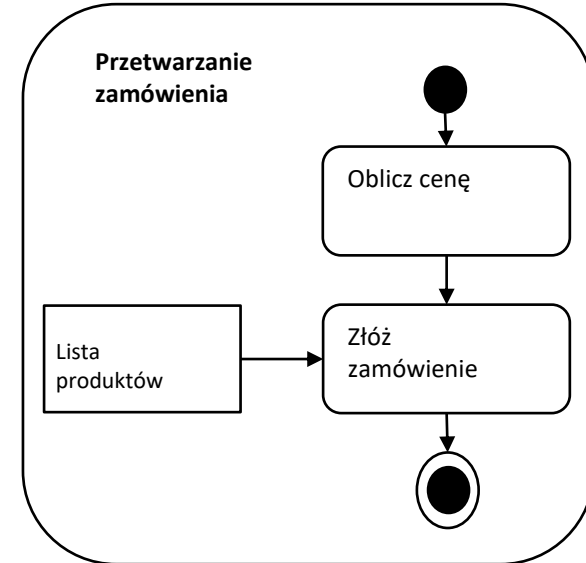 Przetwarzanie
zamówienia
Oblicz cenę
Lista
produktów
Złóż
zamówienie